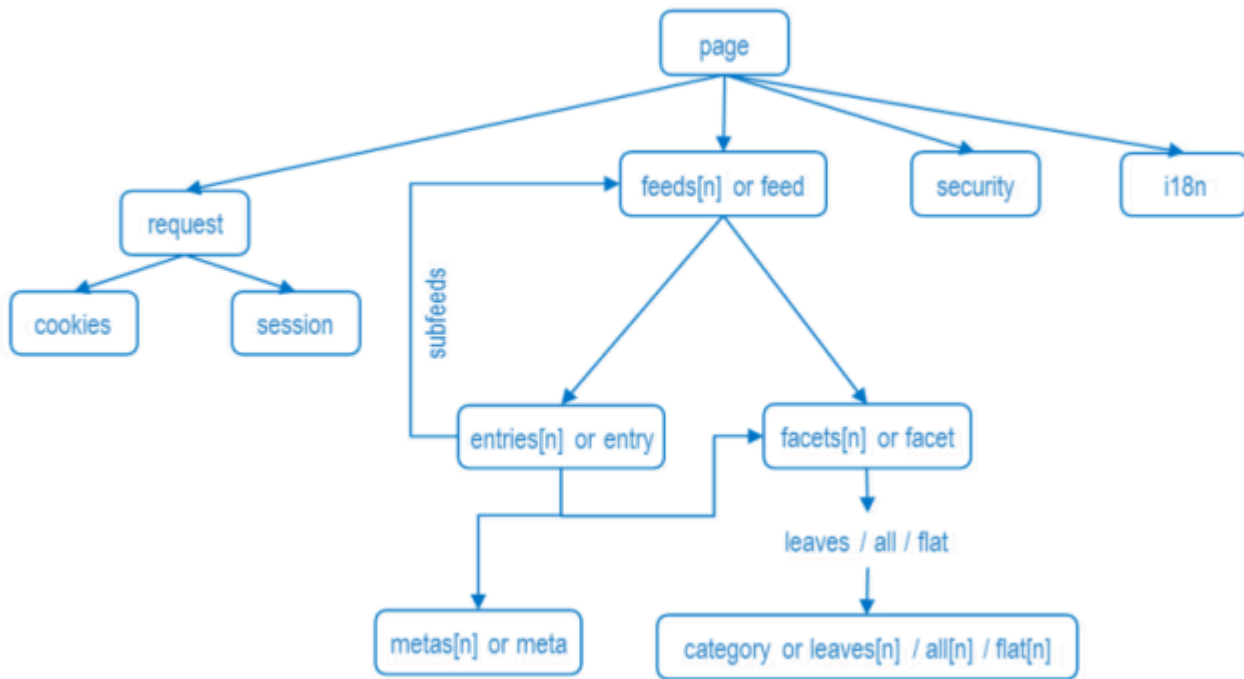 page
feeds[n] or feed
security
i18n
request
cookies
session
subfeeds
entries[n] or entry
facets[n] or facet
leaves / all / flat
metas[n] or meta
category or leaves[n] / all[n] / flat[n]